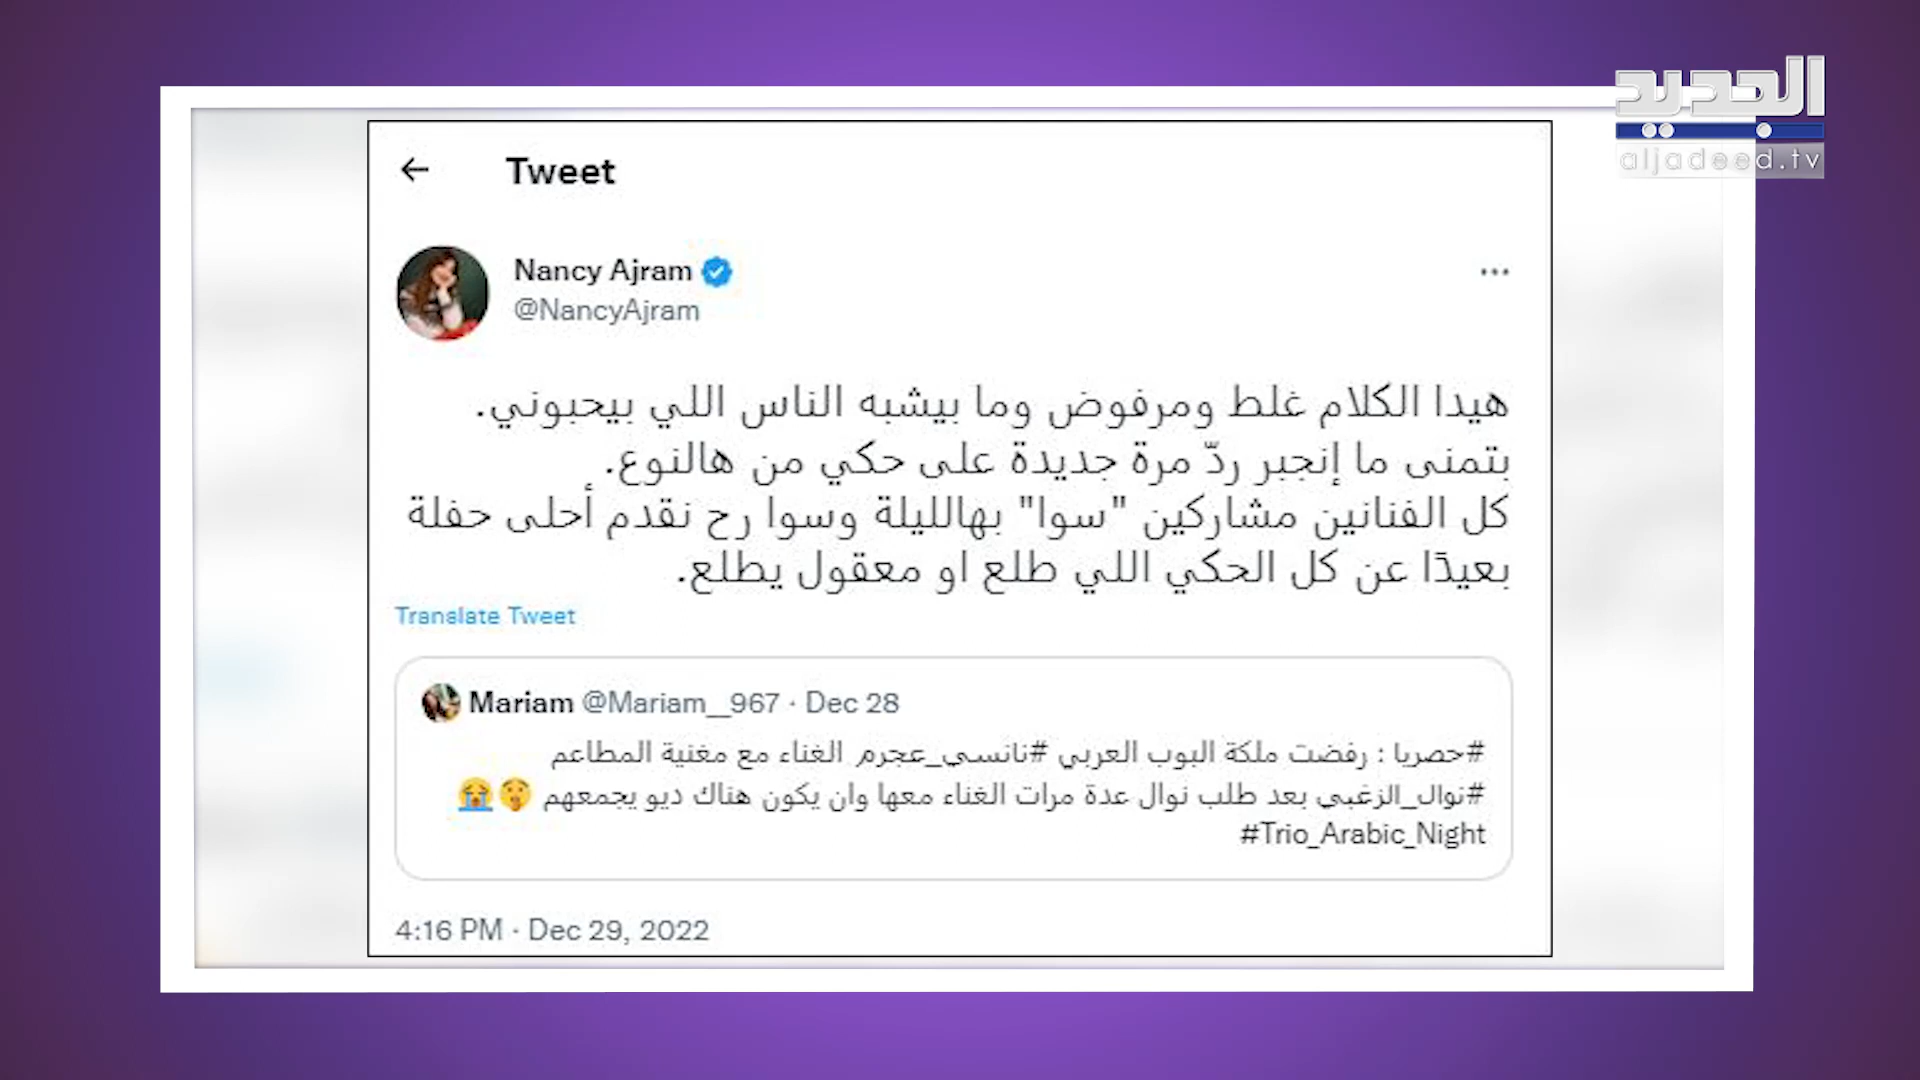 الجديد
aljadeed.tv
Tweet
Nancy Ajram
@NancyAjram
هيدا الكلام غلط ومرفوض وما بيشبه الناس اللي بيحبوني.
بتمنى ما إنجبر ردّ مرة جديدة على حكي من هالنوع.
كل الفنانين مشاركين "سوا" بهالليلة وسوا رح نقدم أحلى حفلة
بعيدًا عن كل الحكي اللي طلع او معقول يطلع.
Translate Tweet
Mariam @Mariam__967 · Dec 28
#حصريا : رفضت ملكة البوب العربي #نانسي_عجرم الغناء مع مغنية المطاعم
#نوال_الزغبي بعد طلب نوال عدة مرات الغناء معها وان يكون هناك ديو يجمعهم 🤫😭
#Trio_Arabic_Night
4:16 PM · Dec 29, 2022